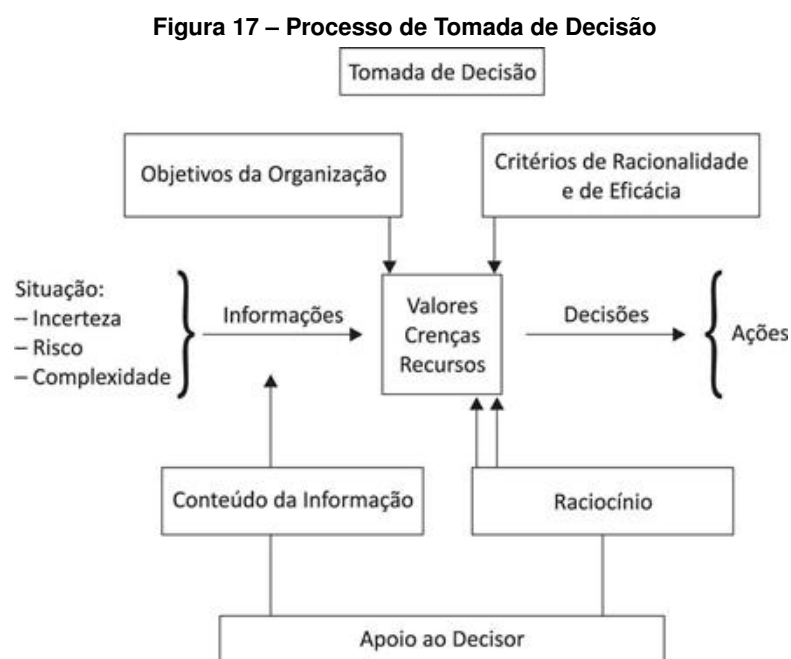 Figura 17 – Processo de Tomada de Decisão
Tomada de Decisão
Objetivos da Organização
Critérios de Racionalidade
e de Eficácia
Situação:
– Incerteza
– Risco
– Complexidade
Informações
Valores
Crenças
Recursos
Decisões
Ações
Conteúdo da Informação
Raciocínio
Apoio ao Decisor